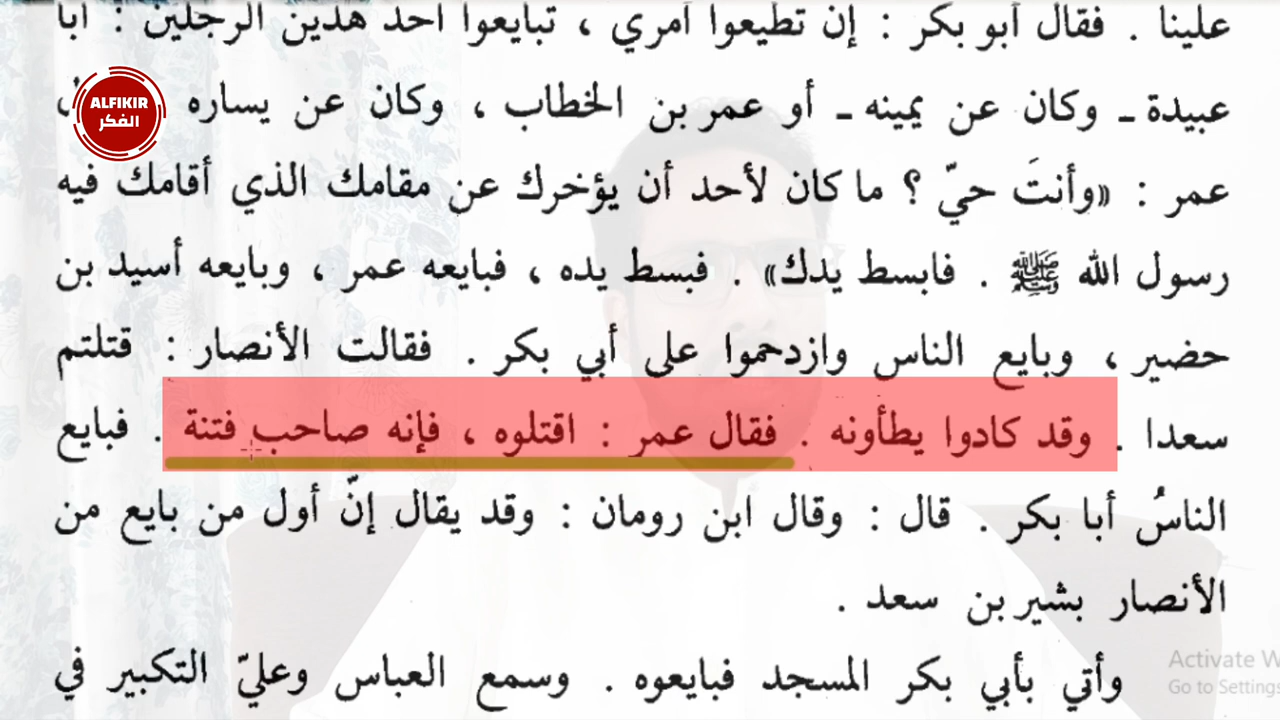 علينا . فقال أبو بكر : إن تطيعوا أمري ، تبايعوا أحد هذين الرجلين : أبا
عبيدة ـ وكان عن يمينه ـ أو عمر بن الخطاب ، وكان عن يساره
ALFIKIR
الفكر
عمر : «وأنتَ حيّ ؟ ما كان لأحد أن يؤخرك عن مقامك الذي أقامك فيه
رسول الله ﷺ . فابسط يدك» . فبسط يده ، فبايعه عمر ، وبايعه أسيد بن
حضير ، وبايع الناس وازدحموا على أبي بكر . فقالت الأنصار : قتلتم
سعدا . وقد كادوا يطأونه . فقال عمر : اقتلوه ، فإنه صاحب فتنة . فبايع
الناسُ أبا بكر . قال : وقال ابن رومان : وقد يقال إنّ أول من بايع من
الأنصار بشير بن سعد .
وأتي بأبي بكر المسجد فبايعوه . وسمع العباس وعليّ التكبير في
Activate W
Go to Settings